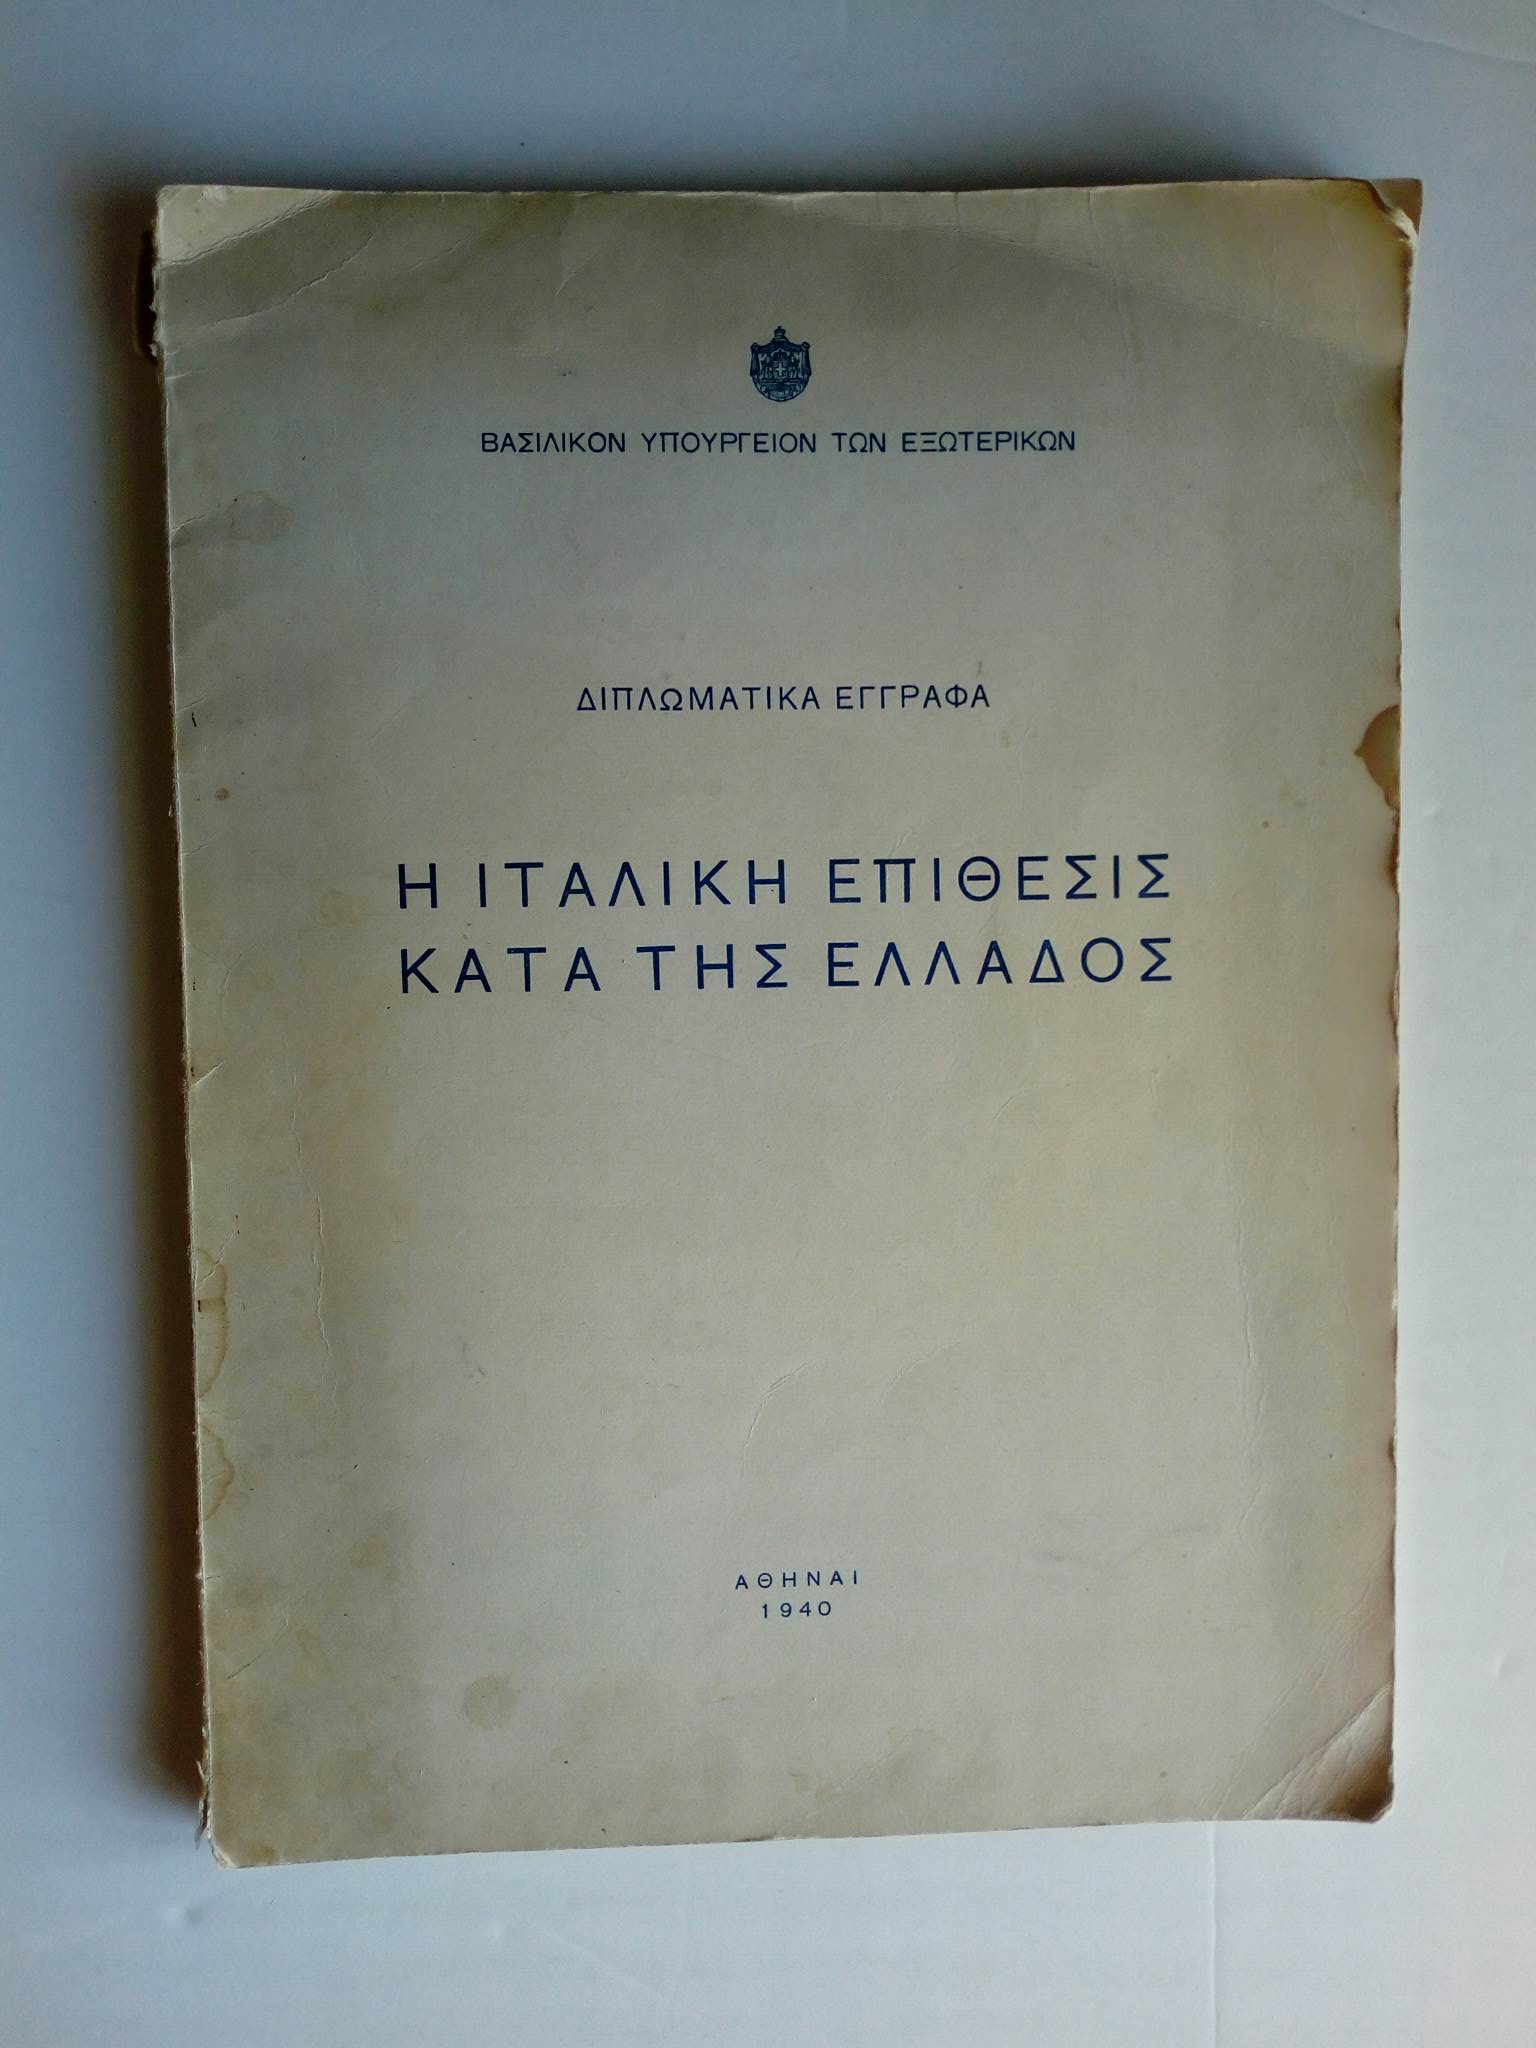 ΒΑΣΙΛΙΚΟΝ ΥΠΟΥΡΓΕΙΟΝ ΤΩΝ ΕΞΩΤΕΡΙΚΩΝ
ΔΙΠΛΩΜΑΤΙΚΑ ΕΓΓΡΑΦΑ
Η ΙΤΑΛΙΚΗ ΕΠΙΘΕΣΙΣ
ΚΑΤΑ ΤΗΣ ΕΛΛΑΔΟΣ
ΑΘΗΝΑΙ
1940